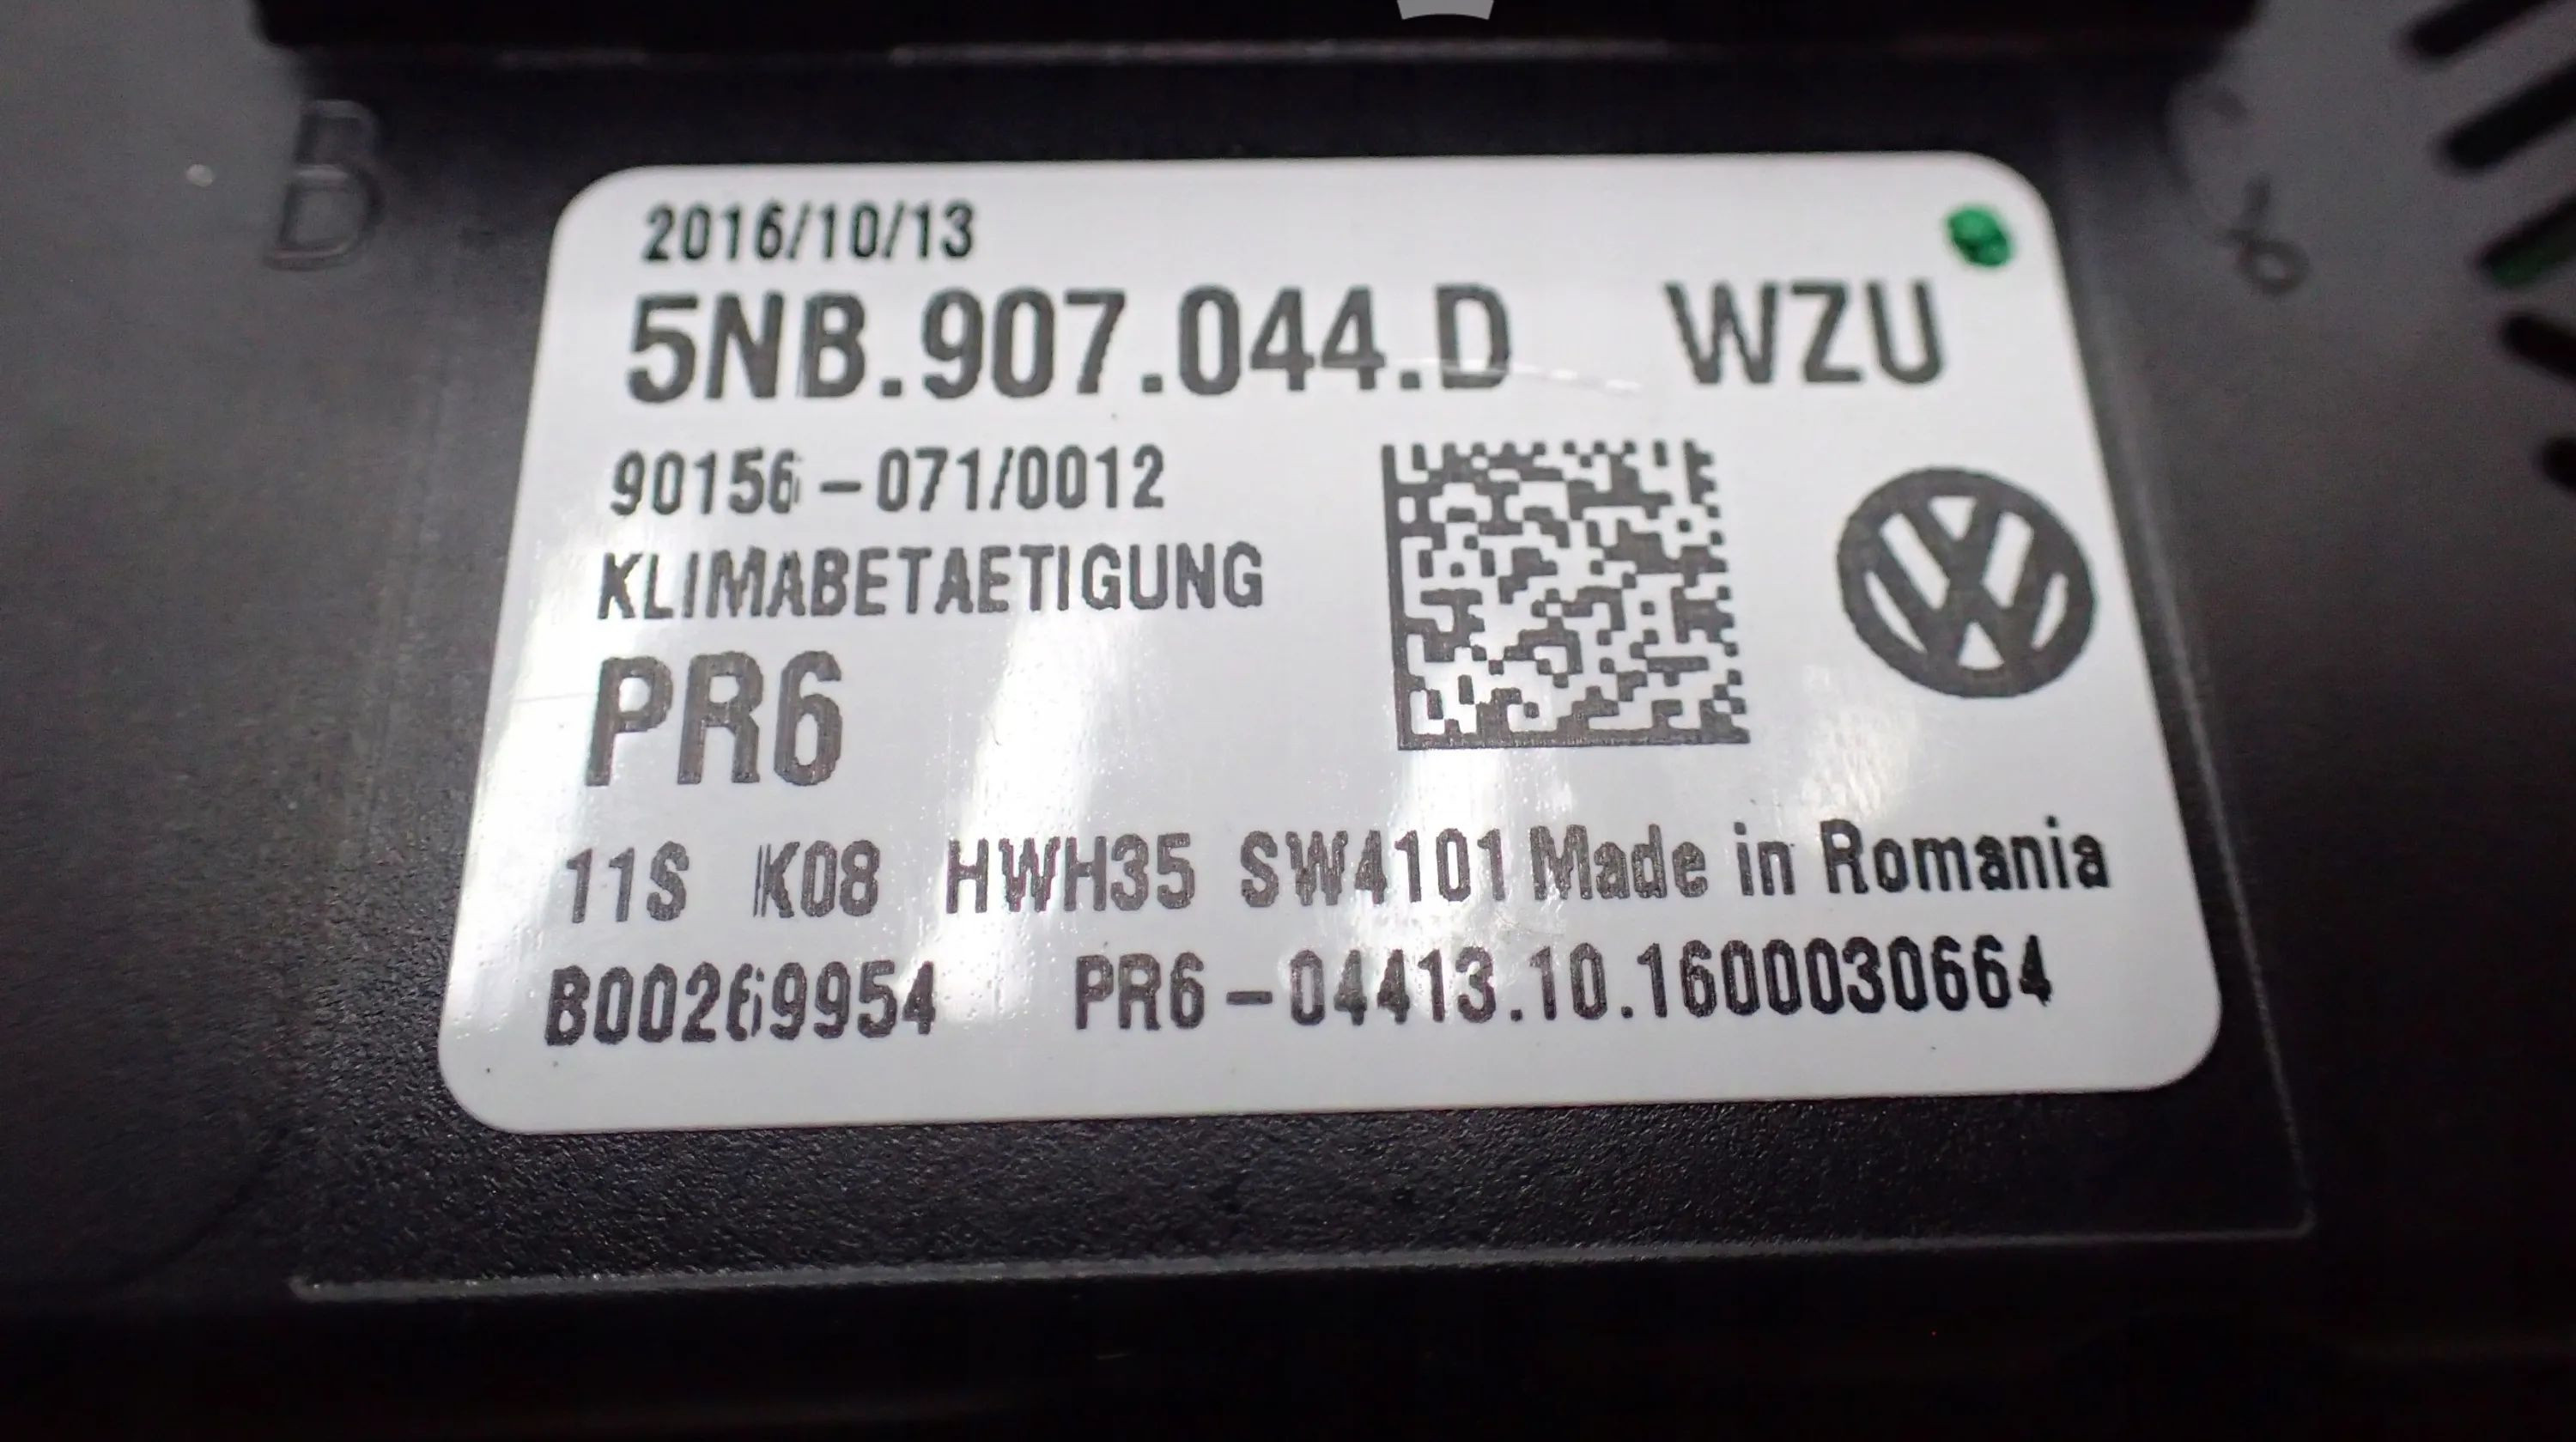 B
2016/10/13
5NB.907.044.D WZU
90156-071/0012
KLIMABETAETIGUNG
PR6
11S K08 HWH35 SW4101 Made in Romania
B00269954 PR6-04413.10.1600030664